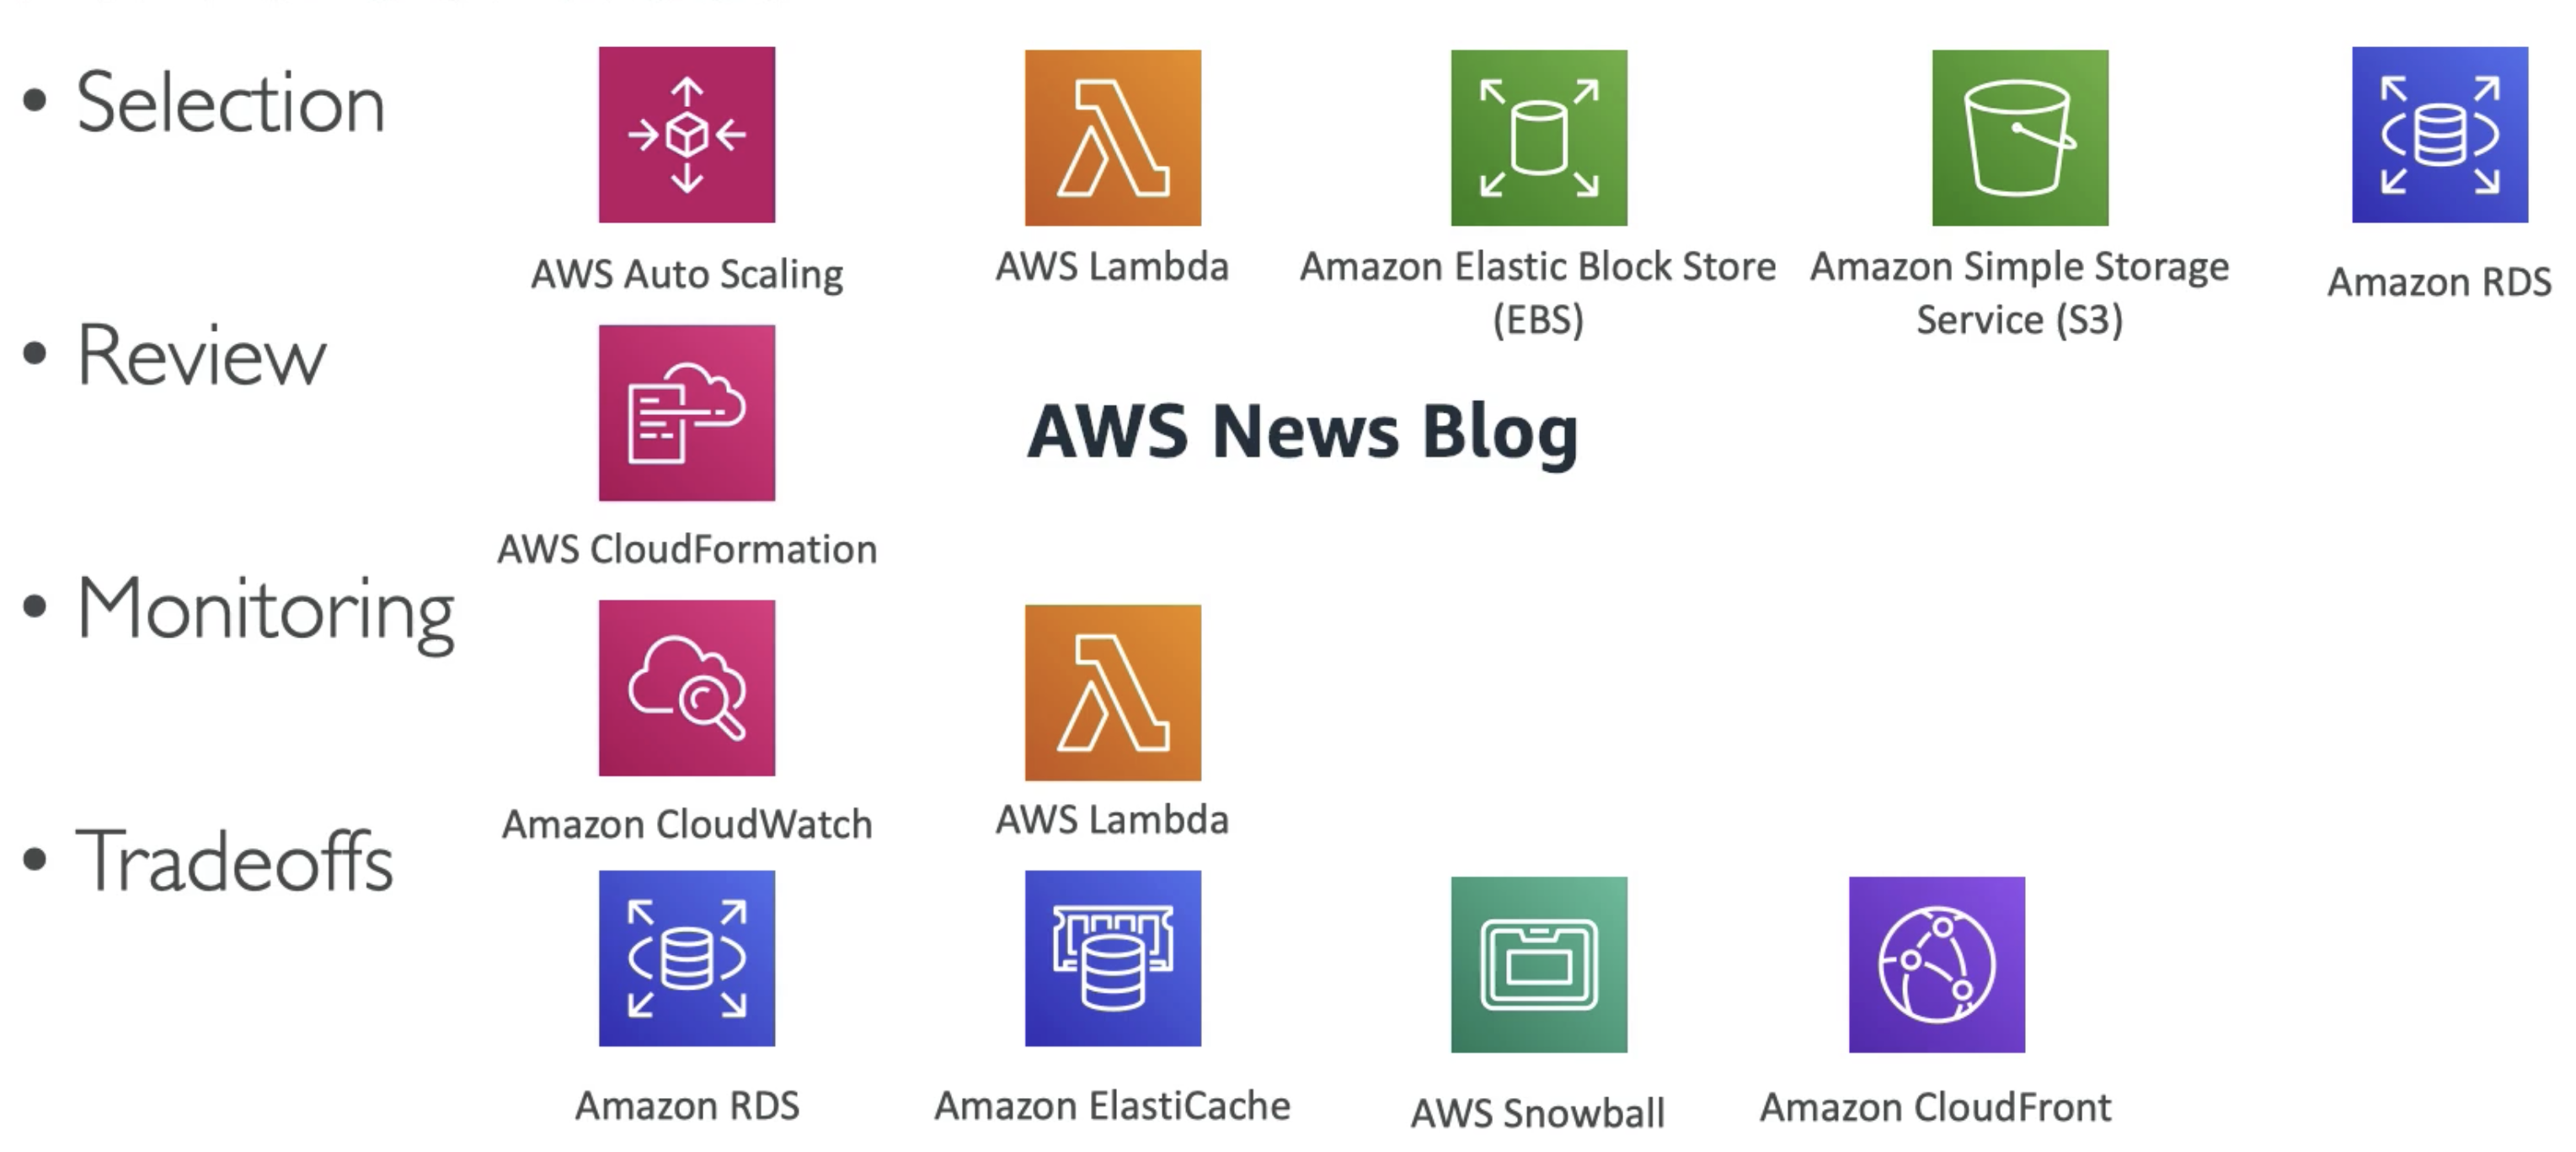 • Selection
AWS Auto Scaling
AWS Lambda
Amazon Elastic Block Store
(EBS)
Amazon Simple Storage
Service (S3)
Amazon RDS
• Review
AWS CloudFormation
AWS News Blog
• Monitoring
Amazon CloudWatch
AWS Lambda
• Tradeoffs
Amazon RDS
Amazon ElastiCache
AWS Snowball
Amazon CloudFront